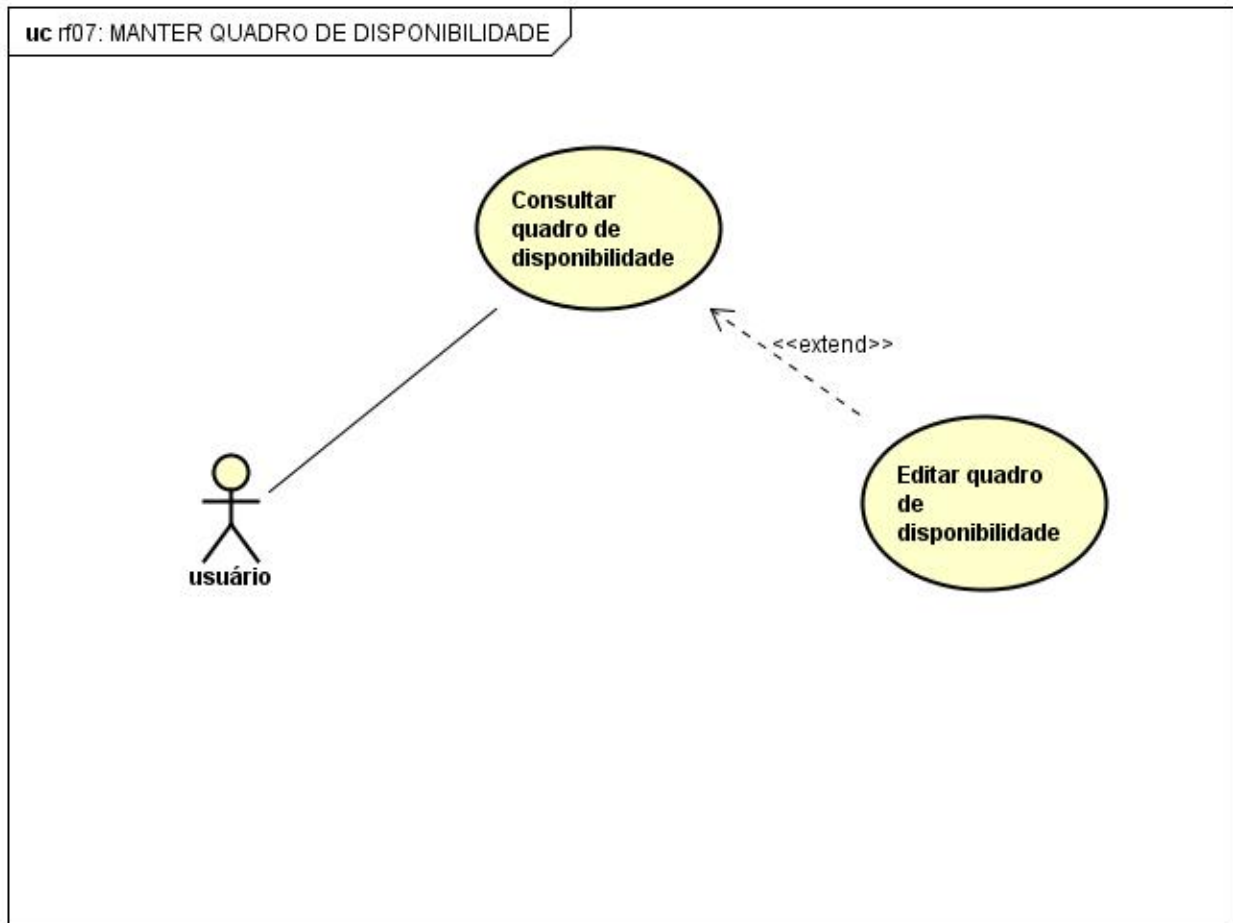 uc rf07: MANTER QUADRO DE DISPONIBILIDADE
Consultar
quadro de
disponibilidade
<<extend>>
Editar quadro
de
disponibilidade
usuário